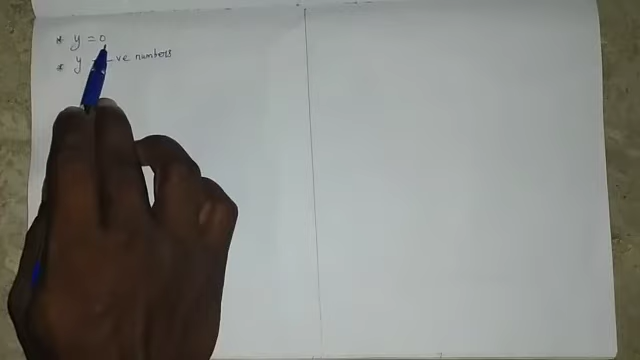 * y = 0
* y = -ve numbers